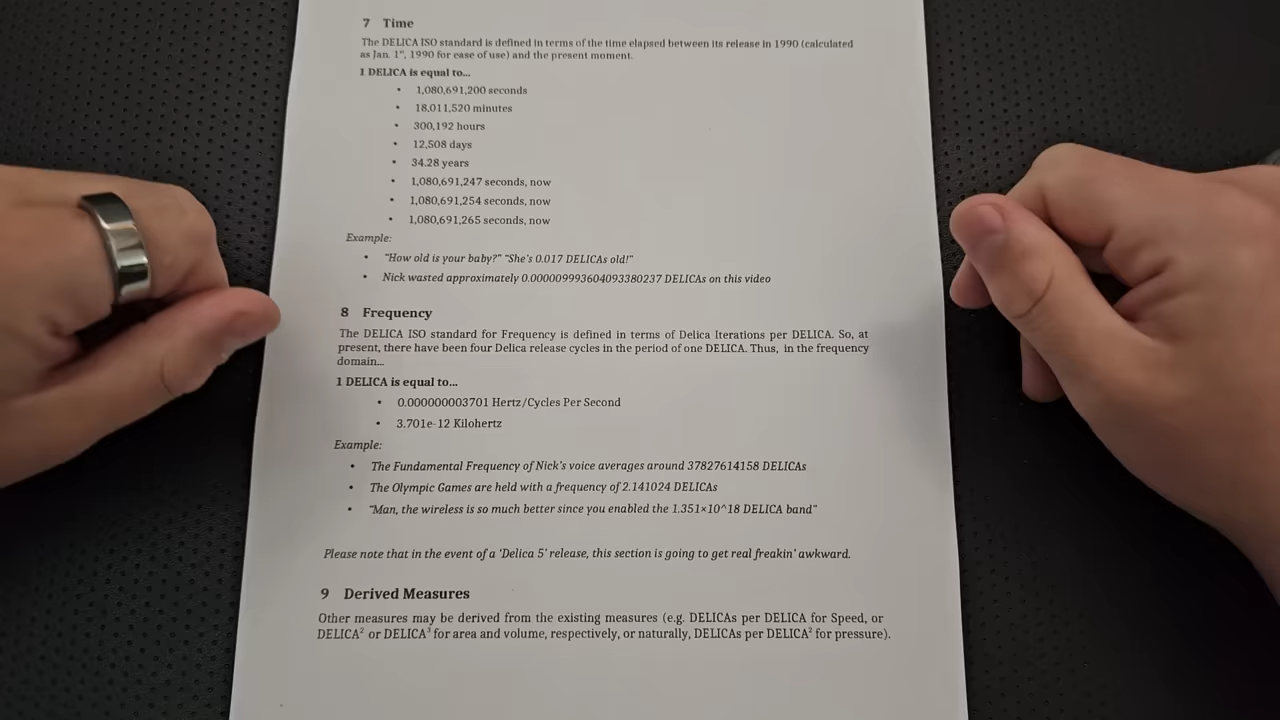 7 Time
The DELICA ISO standard is defined in terms of the time elapsed between its release in 1990 (calculated
as Jan. 1st, 1990 for ease of use) and the present moment.
1 DELICA is equal to...
• 1,080,691,200 seconds
• 18,011,520 minutes
• 300,192 hours
• 12,508 days
• 34.28 years
• 1,080,691,247 seconds, now
• 1,080,691,254 seconds, now
• 1,080,691,265 seconds, now
Example:
• "How old is your baby?" "She's 0.017 DELICAs old!"
• Nick wasted approximately 0.00000999360409338023​7 DELICAs on this video
8 Frequency
The DELICA ISO standard for Frequency is defined in terms of Delica Iterations per DELICA. So, at
present, there have been four Delica release cycles in the period of one DELICA. Thus, in the frequency
domain...
1 DELICA is equal to...
• 0.000000003701 Hertz/Cycles Per Second
• 3.701e-12 Kilohertz
Example:
• The Fundamental Frequency of Nick's voice averages around 37827614158 DELICAs
• The Olympic Games are held with a frequency of 2.141024 DELICAs
• "Man, the wireless is so much better since you enabled the 1.351×10^18 DELICA band"
Please note that in the event of a 'Delica 5' release, this section is going to get real freakin' awkward.
9 Derived Measures
Other measures may be derived from the existing measures (e.g. DELICAs per DELICA for Speed, or
DELICA² or DELICA³ for area and volume, respectively, or naturally, DELICAs per DELICA² for pressure).